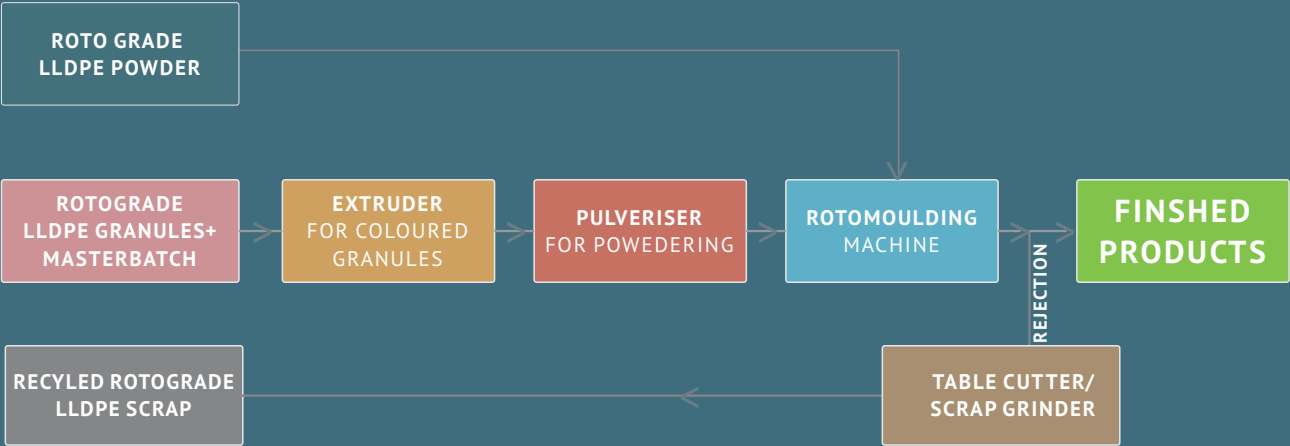 ROTO GRADE
LLDPE POWDER
ROTOGRADE
LLDPE GRANULES+
MASTERBATCH
EXTRUDER
FOR COLOURED
GRANULES
PULVERISER
FOR POWEDERING
ROTOMOULDING
MACHINE
FINSHED
PRODUCTS
REJECTION
RECYLED ROTOGRADE
LLDPE SCRAP
TABLE CUTTER/
SCRAP GRINDER